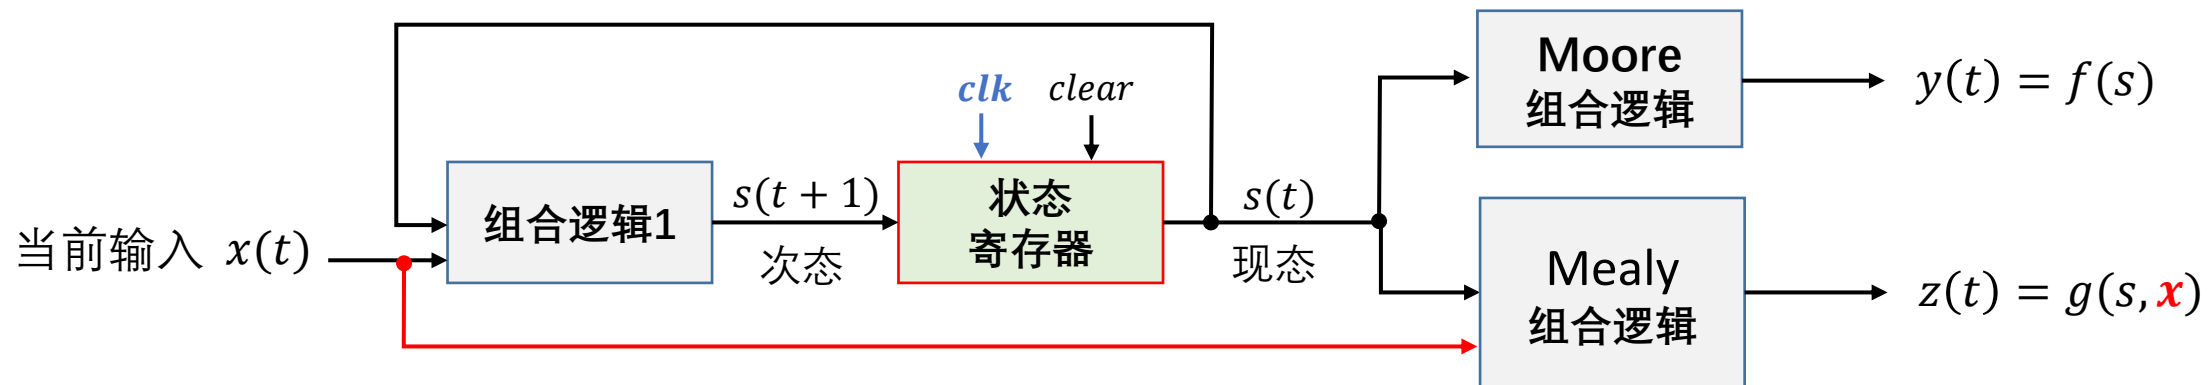 Moore
组合逻辑
y(t) = f(s)
clk
clear
当前输入 x(t)
组合逻辑1
s(t + 1)
次态
状态
寄存器
s(t)
现态
Mealy
组合逻辑
z(t) = g(s, x)